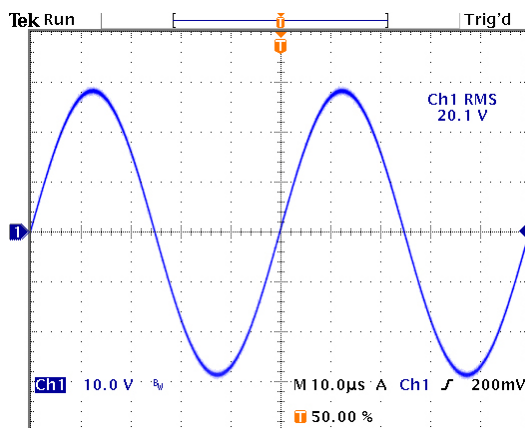 Tek Run Trig'd
T
T
Ch1 RMS
20.1 V
1
Ch1 10.0 V BW M 10.0µs A Ch1 200mV
T 50.00 %